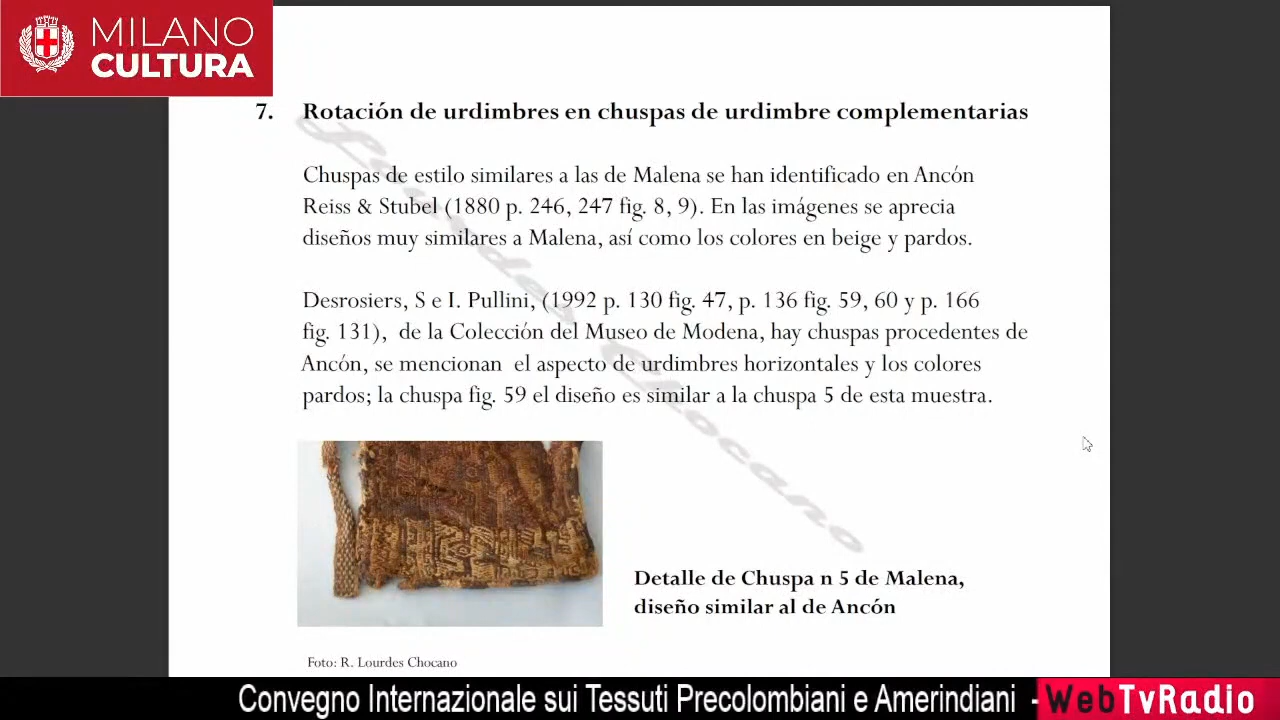 MILANO
CULTURA
7. Rotación de urdimbres en chuspas de urdimbre complementarias
Chuspas de estilo similares a las de Malena se han identificado en Ancón
Reiss & Stubel (1880 p. 246, 247 fig. 8, 9). En las imágenes se aprecia
diseños muy similares a Malena, así como los colores en beige y pardos.
Desrosiers, S e I. Pullini, (1992 p. 130 fig. 47, p. 136 fig. 59, 60 y p. 166
fig. 131), de la Colección del Museo de Modena, hay chuspas procedentes de
Ancón, se mencionan el aspecto de urdimbres horizontales y los colores
pardos; la chuspa fig. 59 el diseño es similar a la chuspa 5 de esta muestra.
Lourdes Chocano
Detalle de Chuspa n 5 de Malena,
diseño similar al de Ancón
Foto: R. Lourdes Chocano
Convegno Internazionale sui Tessuti Precolombiani e Amerindiani - WebTvRadio